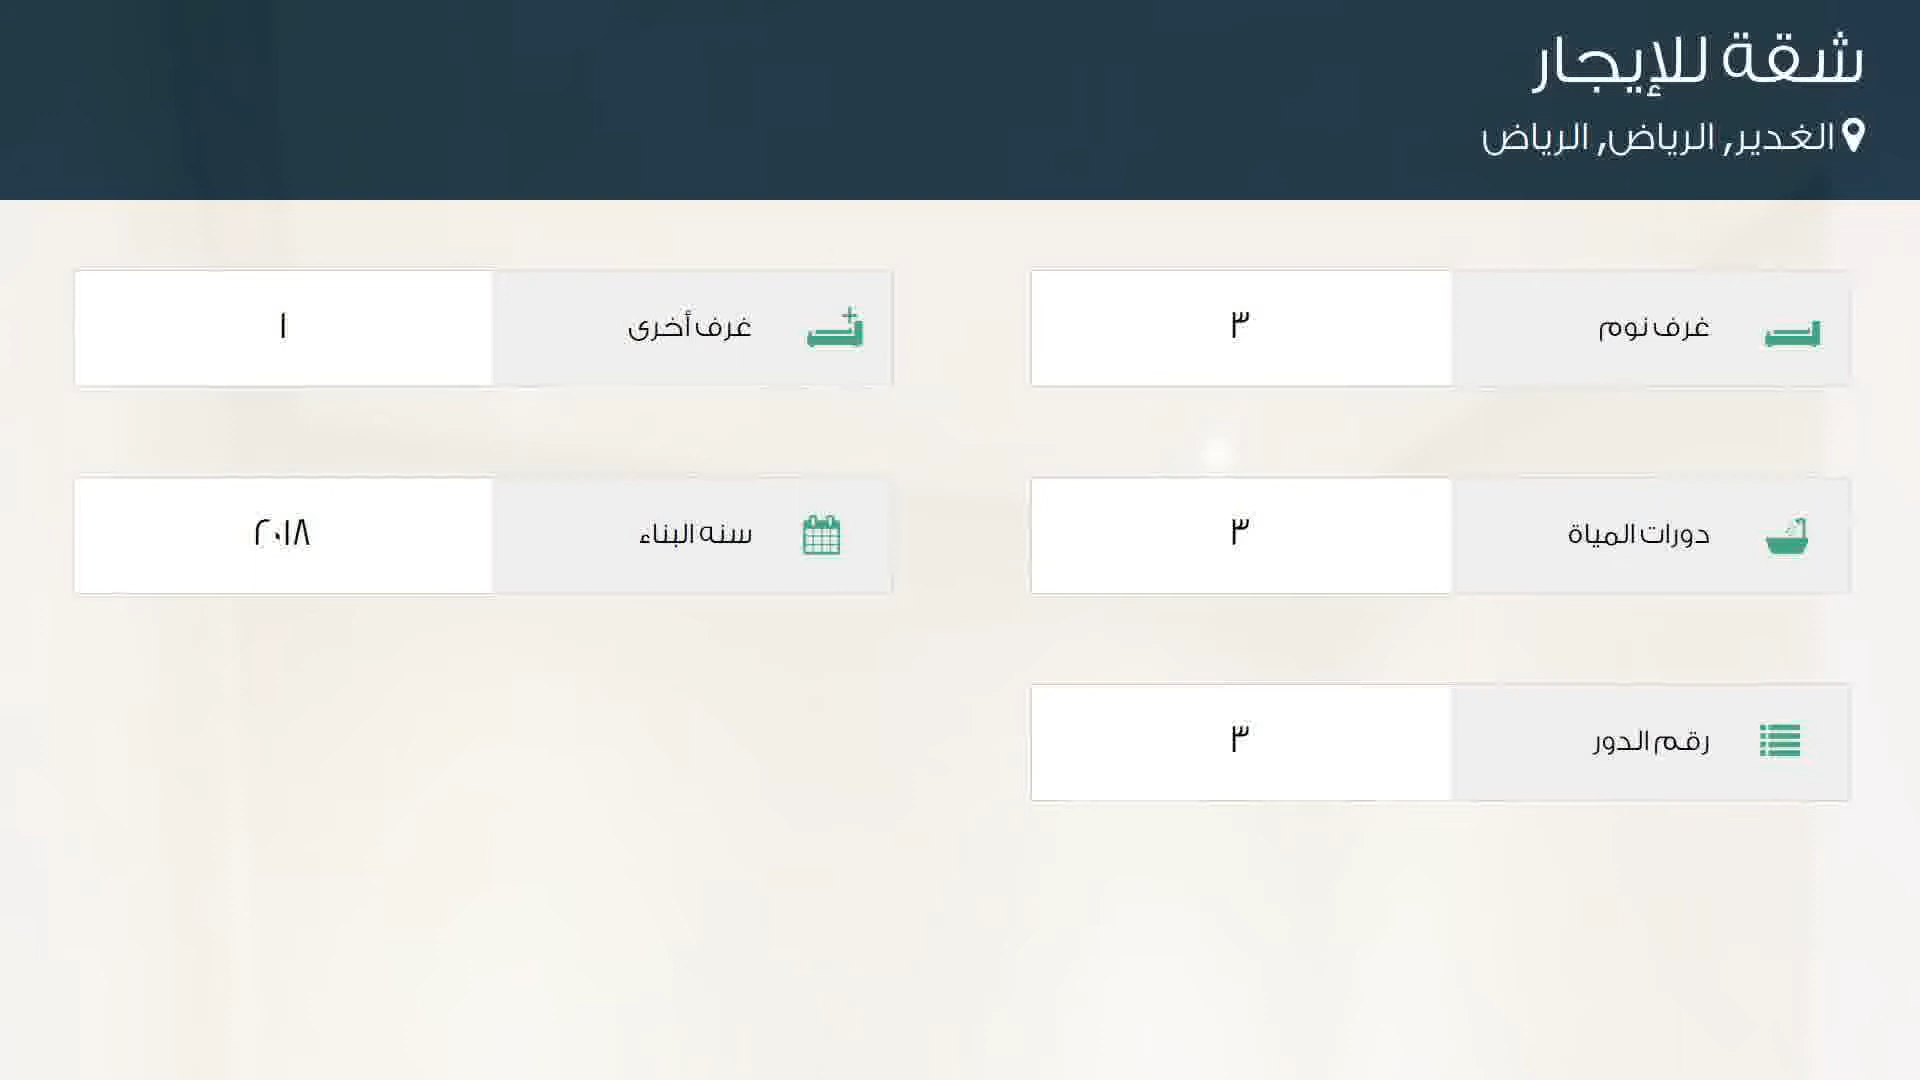 شقة للإيجار
الغدير, الرياض, الرياض
غرف نوم ٣
غرف أخرى ١
دورات المياة ٣
سنه البناء ٢٠١٨
رقم الدور ٣